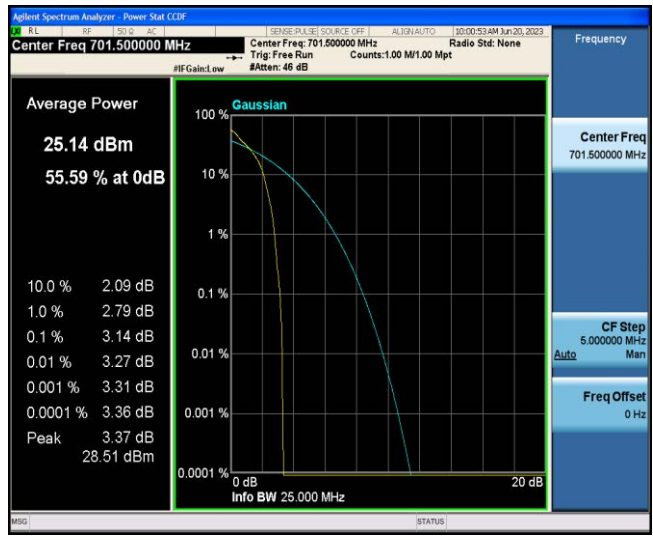 Agilent Spectrum Analyzer - Power Stat CCDF
RL RF 50 Ω AC SENSE:PULSE SOURCE OFF ALIGNAUTO 10:00:53 AM Jun 20, 2023
Center Freq 701.500000 MHz
Center Freq: 701.500000 MHz Radio Std: None
Trig: Free Run Counts:1.00 M/1.00 Mpt
#IFGain:Low #Atten: 46 dB
Frequency
Average Power
25.14 dBm
55.59 % at 0dB
10.0 % 2.09 dB
1.0 % 2.79 dB
0.1 % 3.14 dB
0.01 % 3.27 dB
0.001 % 3.31 dB
0.0001 % 3.36 dB
Peak 3.37 dB
28.51 dBm
Gaussian
100 %
10 %
1 %
0.1 %
0.01 %
0.001 %
0.0001 %
0 dB 20 dB
Info BW 25.000 MHz
Center Freq
701.500000 MHz
CF Step
5.000000 MHz
Auto Man
Freq Offset
0 Hz
MSG STATUS